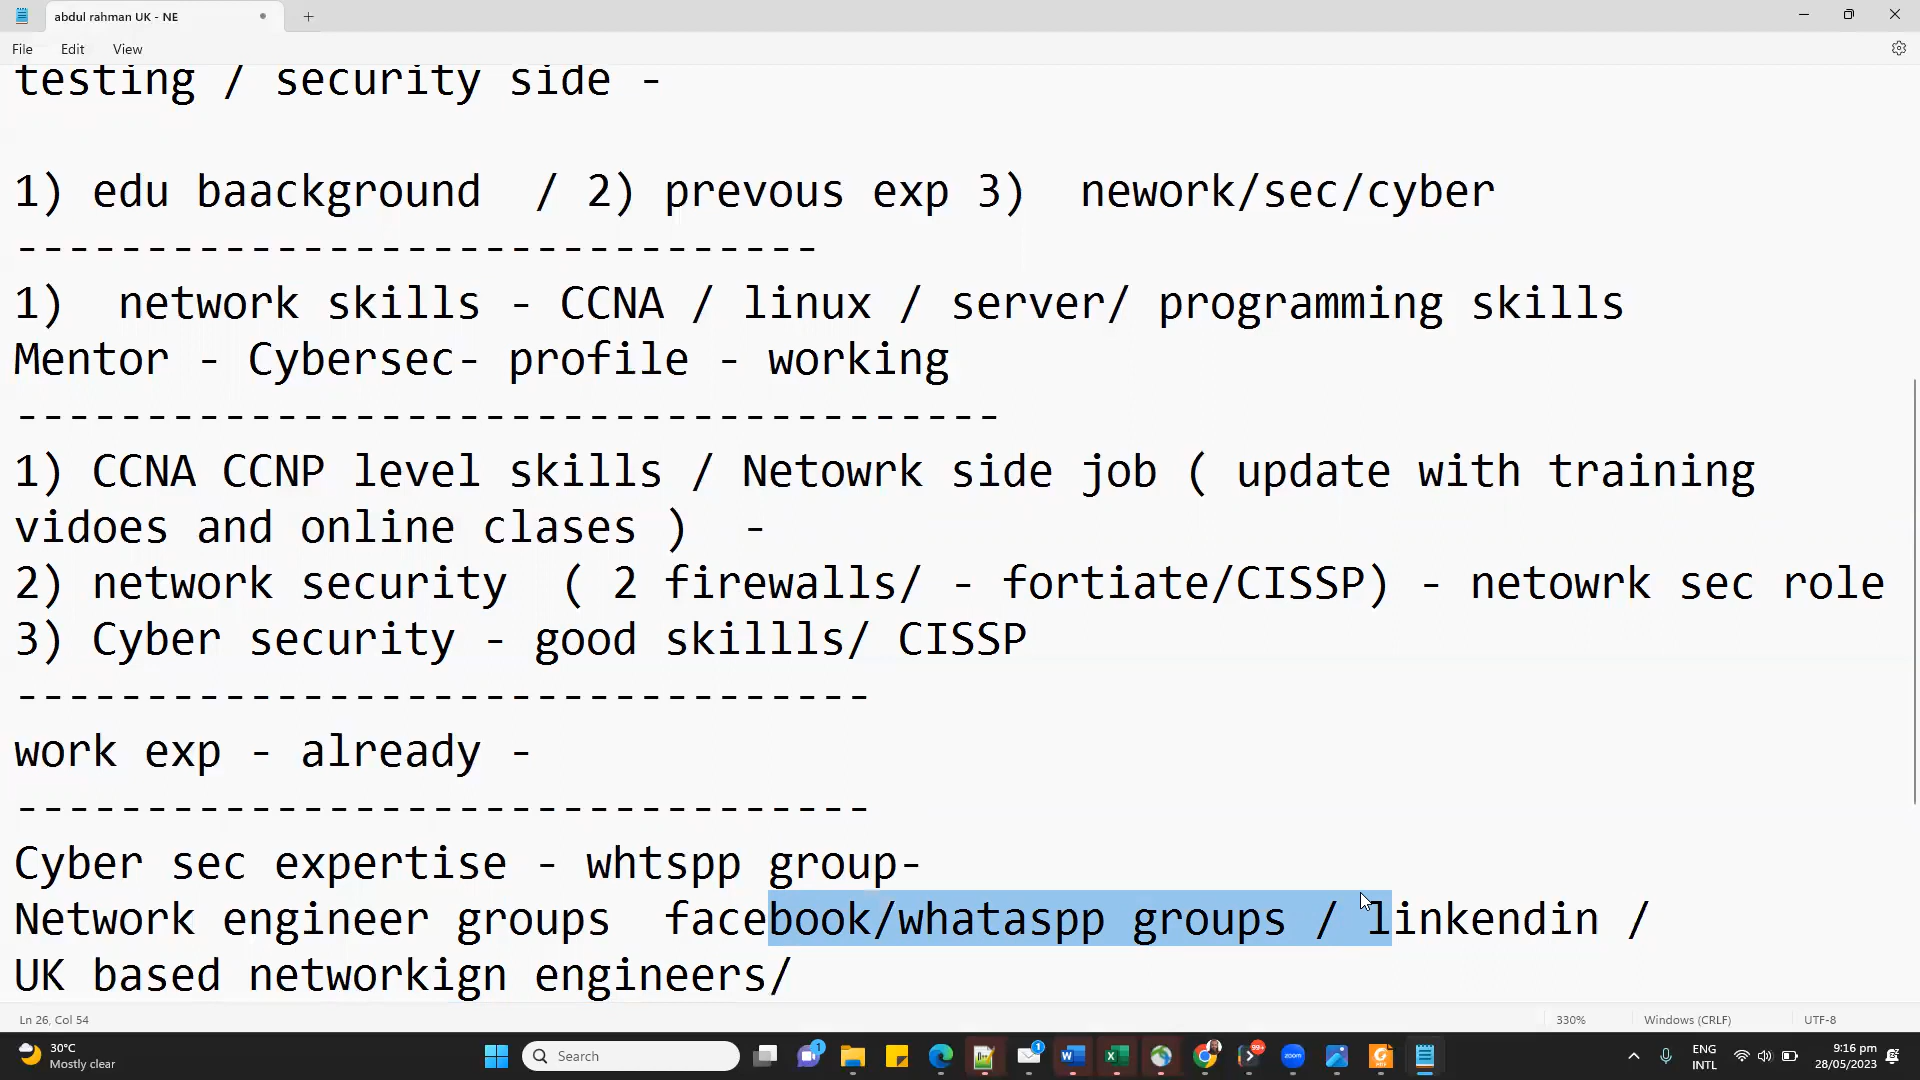 abdul rahman UK - NE
File Edit View
testing / security side -
1) edu baackground / 2) prevous exp 3) nework/sec/cyber
-------------------------------
1) network skills - CCNA / linux / server/ programming skills
Mentor - Cybersec- profile - working
--------------------------------------
1) CCNA CCNP level skills / Netowrk side job ( update with training
vidoes and online clases ) -
2) network security ( 2 firewalls/ - fortiate/CISSP) - netowrk sec role
3) Cyber security - good skillls/ CISSP
---------------------------------
work exp - already -
---------------------------------
Cyber sec expertise - whtspp group-
Network engineer groups facebook/whataspp groups / linkendin /
UK based networkign engineers/
Ln 26, Col 54 330% Windows (CRLF) UTF-8
30°C
Mostly clear
Search
1
1
99+
zoom
ENG
INTL
9:16 pm
28/05/2023